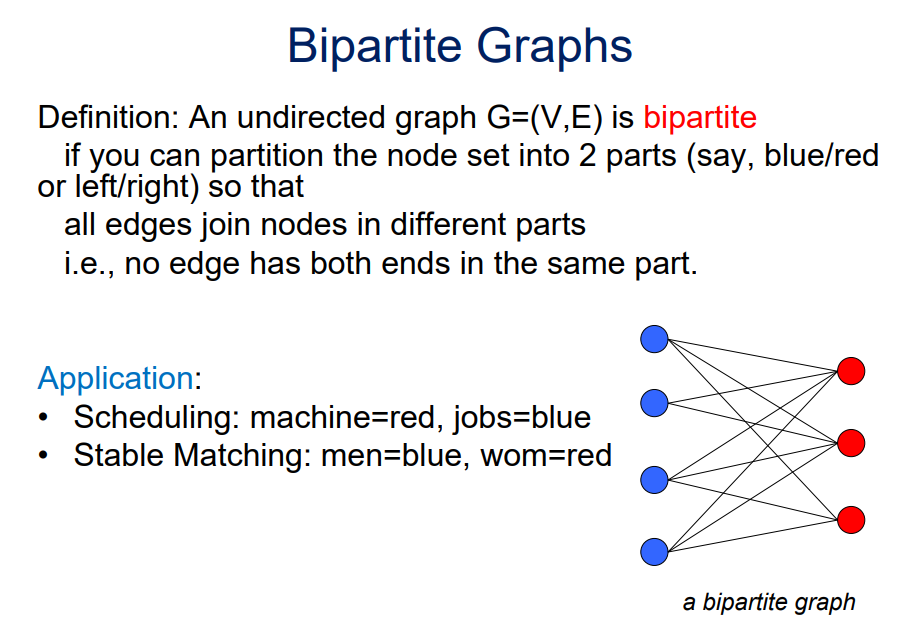 Bipartite Graphs
Definition: An undirected graph G=(V,E) is bipartite
if you can partition the node set into 2 parts (say, blue/red
or left/right) so that
all edges join nodes in different parts
i.e., no edge has both ends in the same part.
Application:
• Scheduling: machine=red, jobs=blue
• Stable Matching: men=blue, wom=red
a bipartite graph